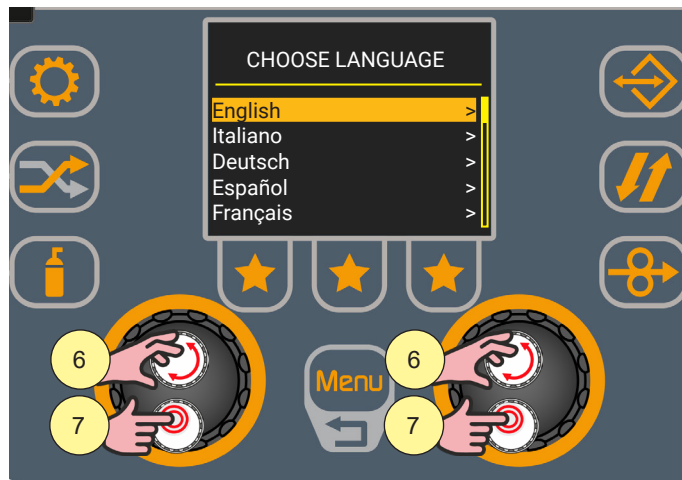 CHOOSE LANGUAGE
English >
Italiano >
Deutsch >
Español >
Français >
6
6
Menu
7
7